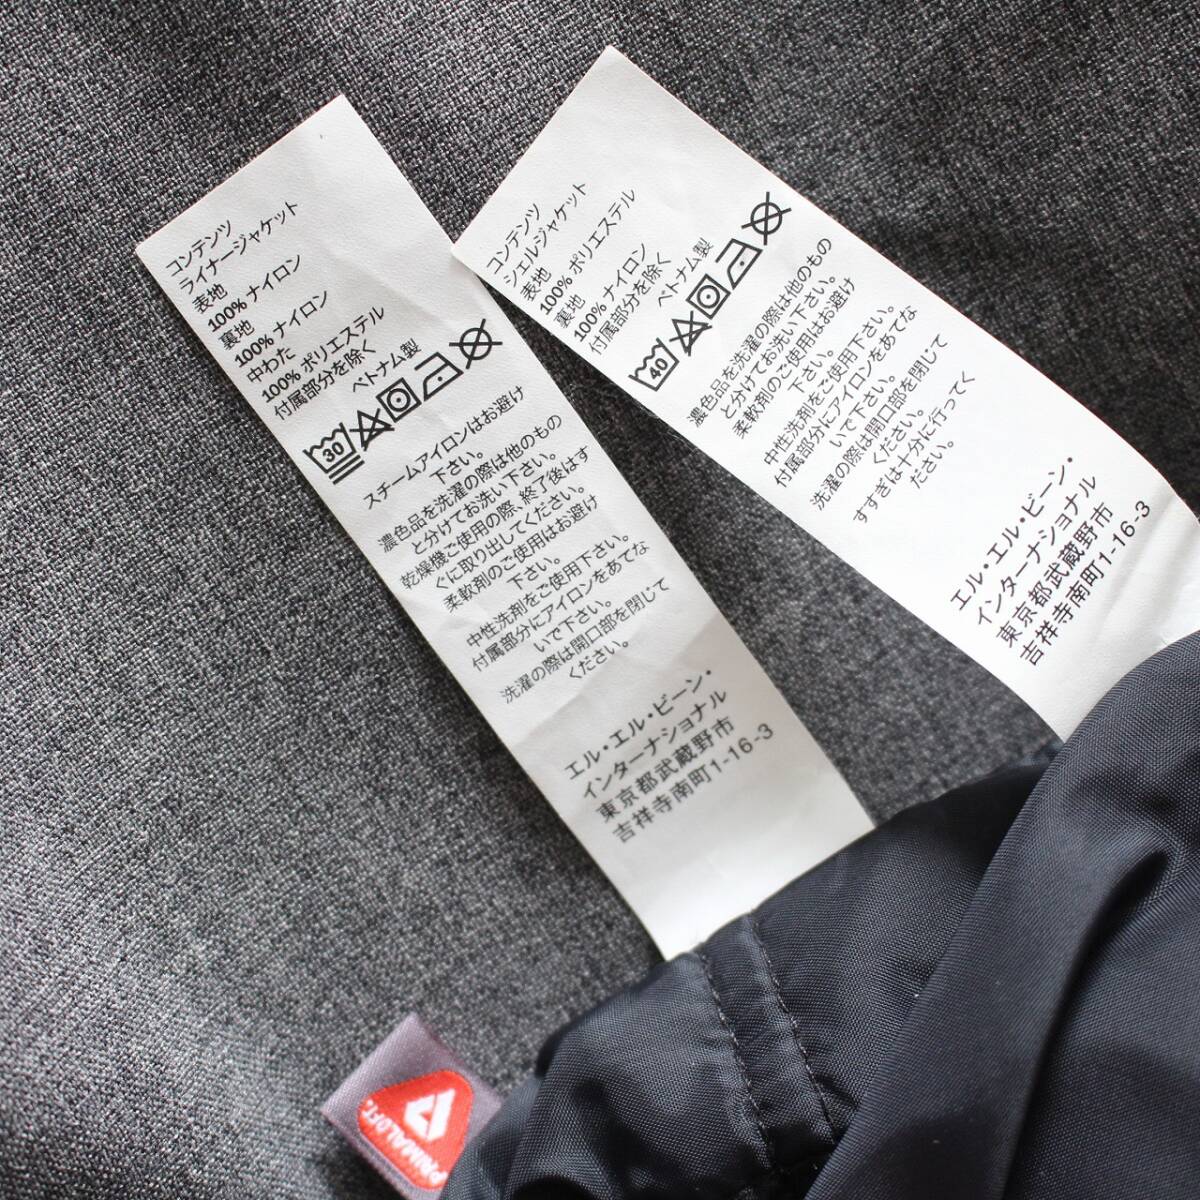 コンテンツ
ライナージャケット
表地
100% ナイロン
裏地
100% ナイロン
中わた
100% ポリエステル
付属部分を除く
ベトナム製
30
スチームアイロンはお避け
下さい。
濃色品を洗濯の際は他のもの
と分けてお洗い下さい。
乾燥機ご使用の際、終了後はす
ぐに取り出してください。
柔軟剤のご使用はお避け
下さい。
中性洗剤をご使用下さい。
付属部分にアイロンをあてな
いで下さい。
洗濯の際は開口部を閉じて
ください。
エル・エル・ビーン・
インターナショナル
東京都武蔵野市
吉祥寺南町1-16-3
コンテンツ
シェルジャケット
表地
100% ポリエステル
裏地
100% ナイロン
付属部分を除く
ベトナム製
40
濃色品を洗濯の際は他のもの
と分けてお洗い下さい。
柔軟剤のご使用はお避け
下さい。
中性洗剤をご使用下さい。
付属部分にアイロンをあてな
いで下さい。
洗濯の際は開口部を閉じて
ください。
すすぎは十分に行ってく
ださい。
エル・エル・ビーン・
インターナショナル
東京都武蔵野市
吉祥寺南町1-16-3
PRIMALOFT.